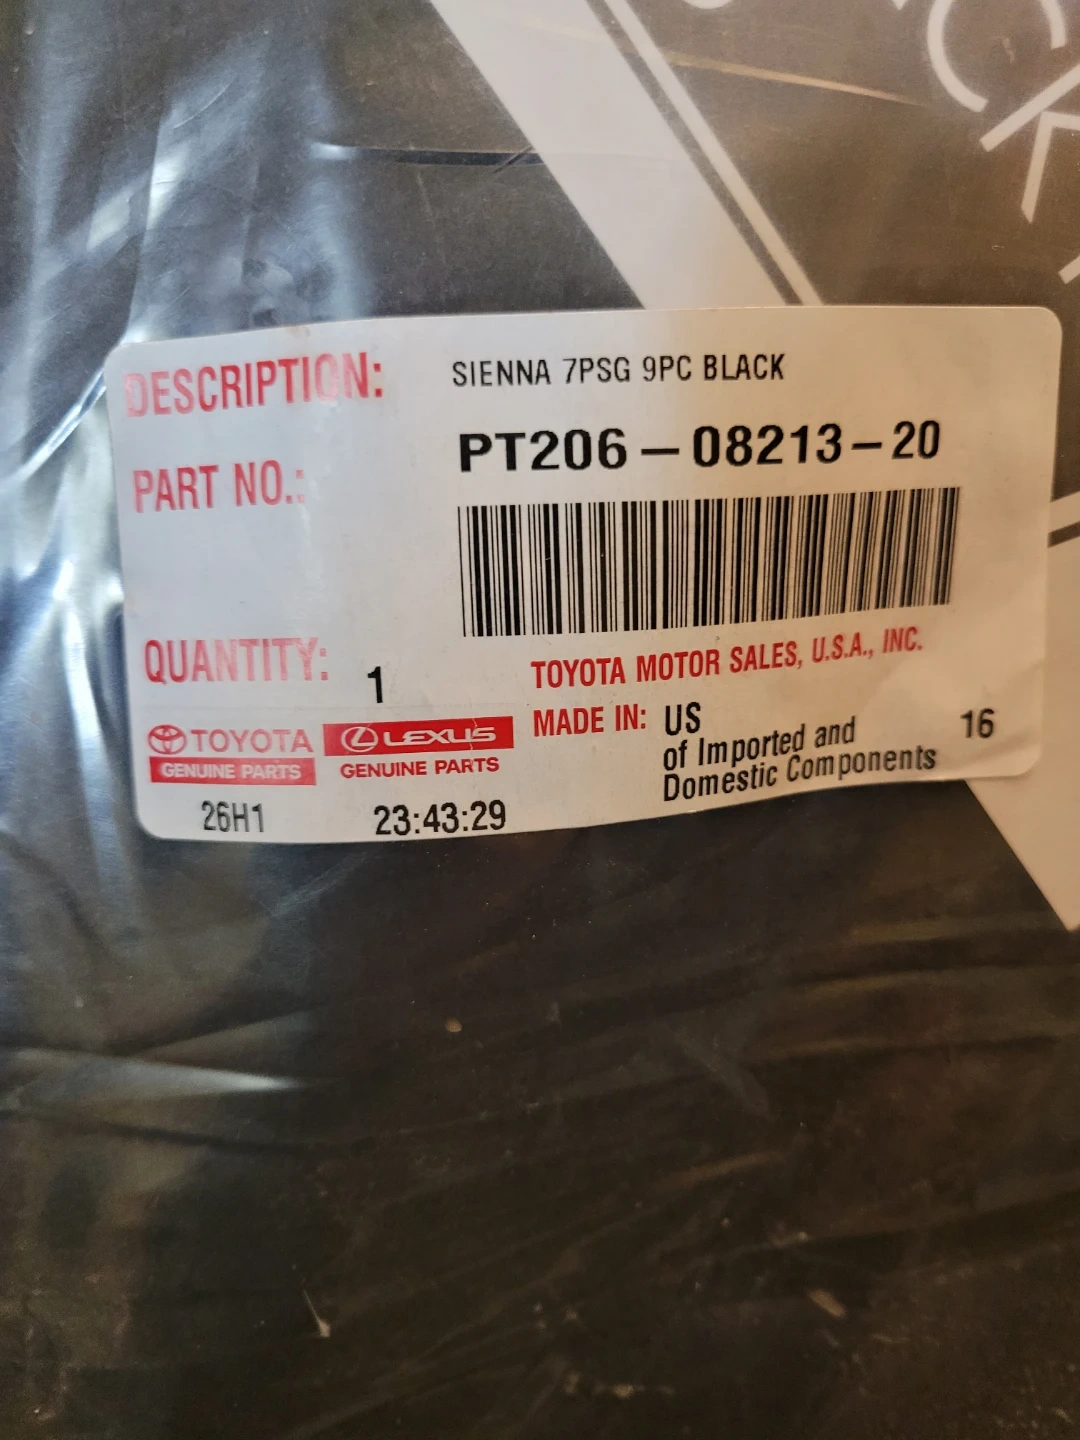 CK
DESCRIPTION: SIENNA 7PSG 9PC BLACK
PART NO.: PT206-08213-20
QUANTITY: 1
TOYOTA MOTOR SALES, U.S.A., INC.
MADE IN: US
of Imported and
Domestic Components
16
TOYOTA
GENUINE PARTS
LEXUS
GENUINE PARTS
26H1 23:43:29